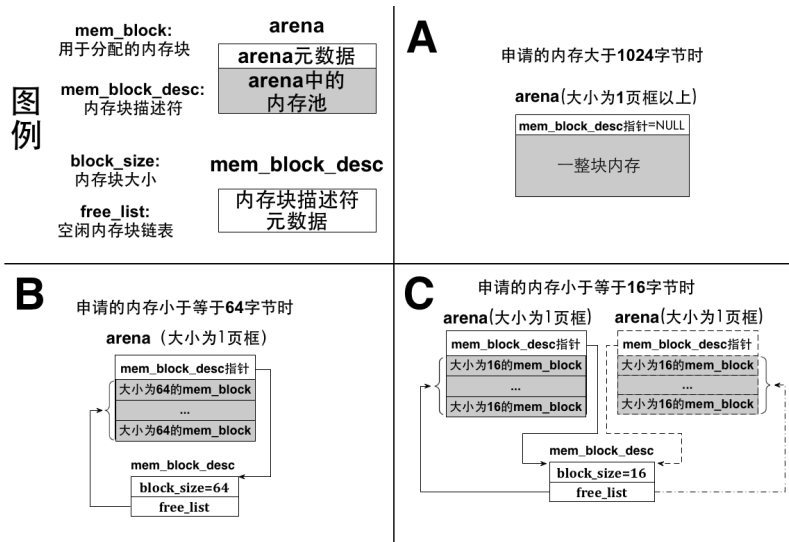 图
例
mem_block:
用于分配的内存块
mem_block_desc:
内存块描述符
block_size:
内存块大小
free_list:
空闲内存块链表
arena
arena元数据
arena中的
内存池
mem_block_desc
内存块描述符
元数据
A
申请的内存大于1024字节时
arena(大小为1页框以上)
mem_block_desc指针=NULL
一整块内存
B
申请的内存小于等于64字节时
arena（大小为1页框)
mem_block_desc指针
大小为64的mem_block
...
大小为64的mem_block
mem_block_desc
block_size=64
free_list
C
申请的内存小于等于16字节时
arena(大小为1页框)
mem_block_desc指针
大小为16的mem_block
...
大小为16的mem_block
arena(大小为1页框)
mem_block_desc指针
大小为16的mem_block
...
大小为16的mem_block
mem_block_desc
block_size=16
free_list